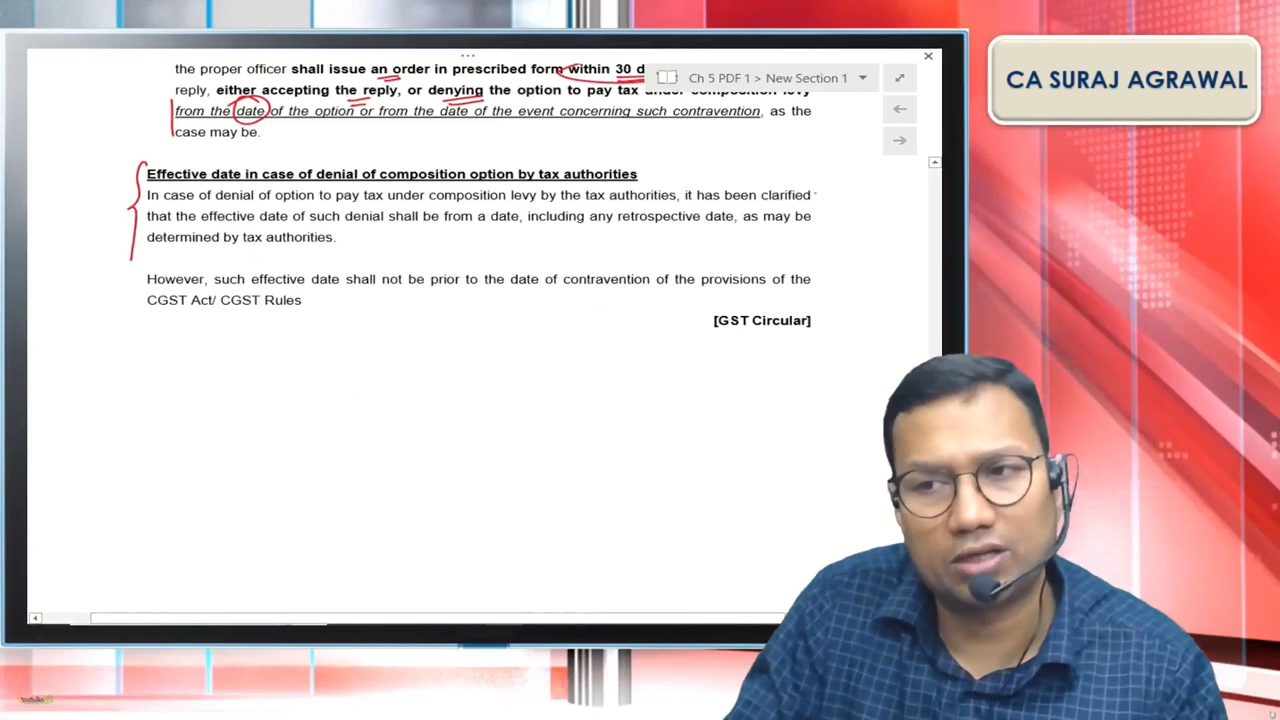 the proper officer shall issue an order in prescribed form within 30 d
Ch 5 PDF 1 > New Section 1
reply, either accepting the reply, or denying the option to pay tax under composition levy
from the date of the option or from the date of the event concerning such contravention, as the
case may be.
Effective date in case of denial of composition option by tax authorities
In case of denial of option to pay tax under composition levy by the tax authorities, it has been clarified
that the effective date of such denial shall be from a date, including any retrospective date, as may be
determined by tax authorities.
However, such effective date shall not be prior to the date of contravention of the provisions of the
CGST Act/ CGST Rules
[GST Circular]
CA SURAJ AGRAWAL